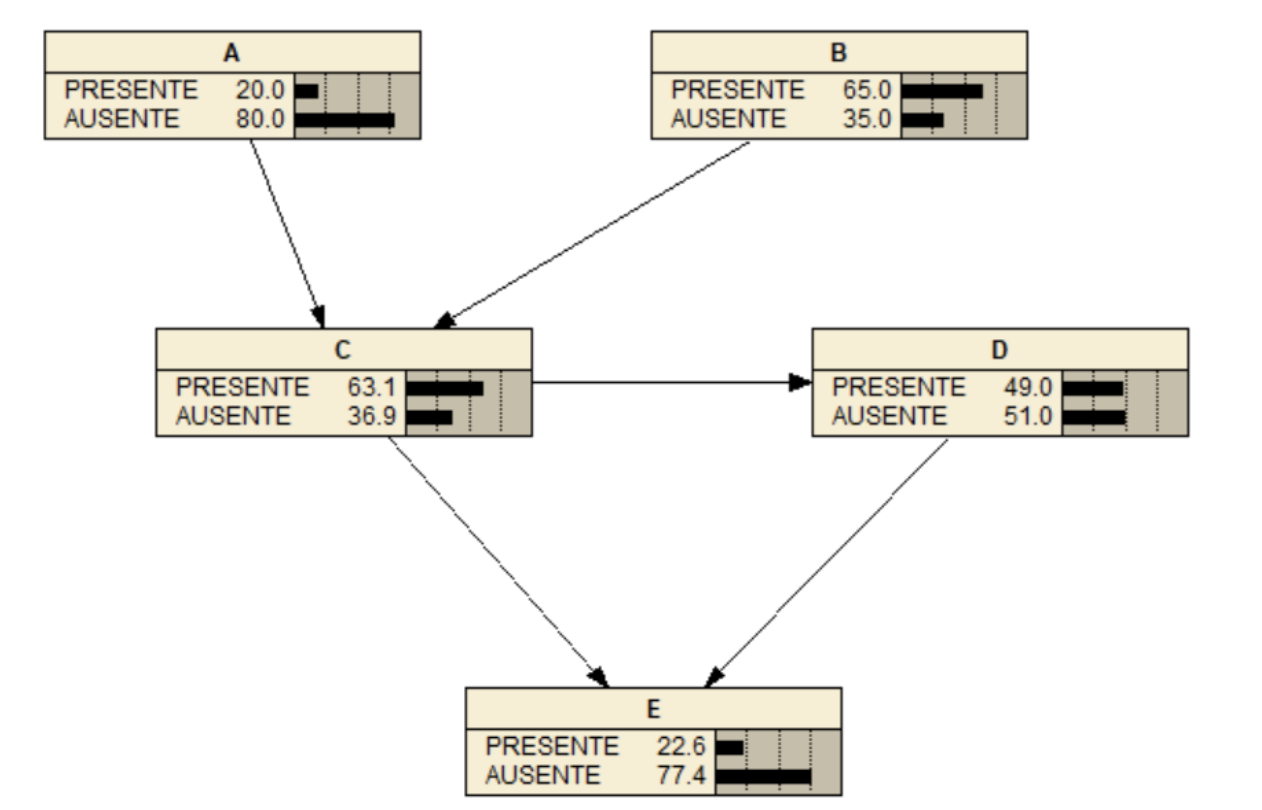 A
PRESENTE 20.0
AUSENTE 80.0
B
PRESENTE 65.0
AUSENTE 35.0
C
PRESENTE 63.1
AUSENTE 36.9
D
PRESENTE 49.0
AUSENTE 51.0
E
PRESENTE 22.6
AUSENTE 77.4